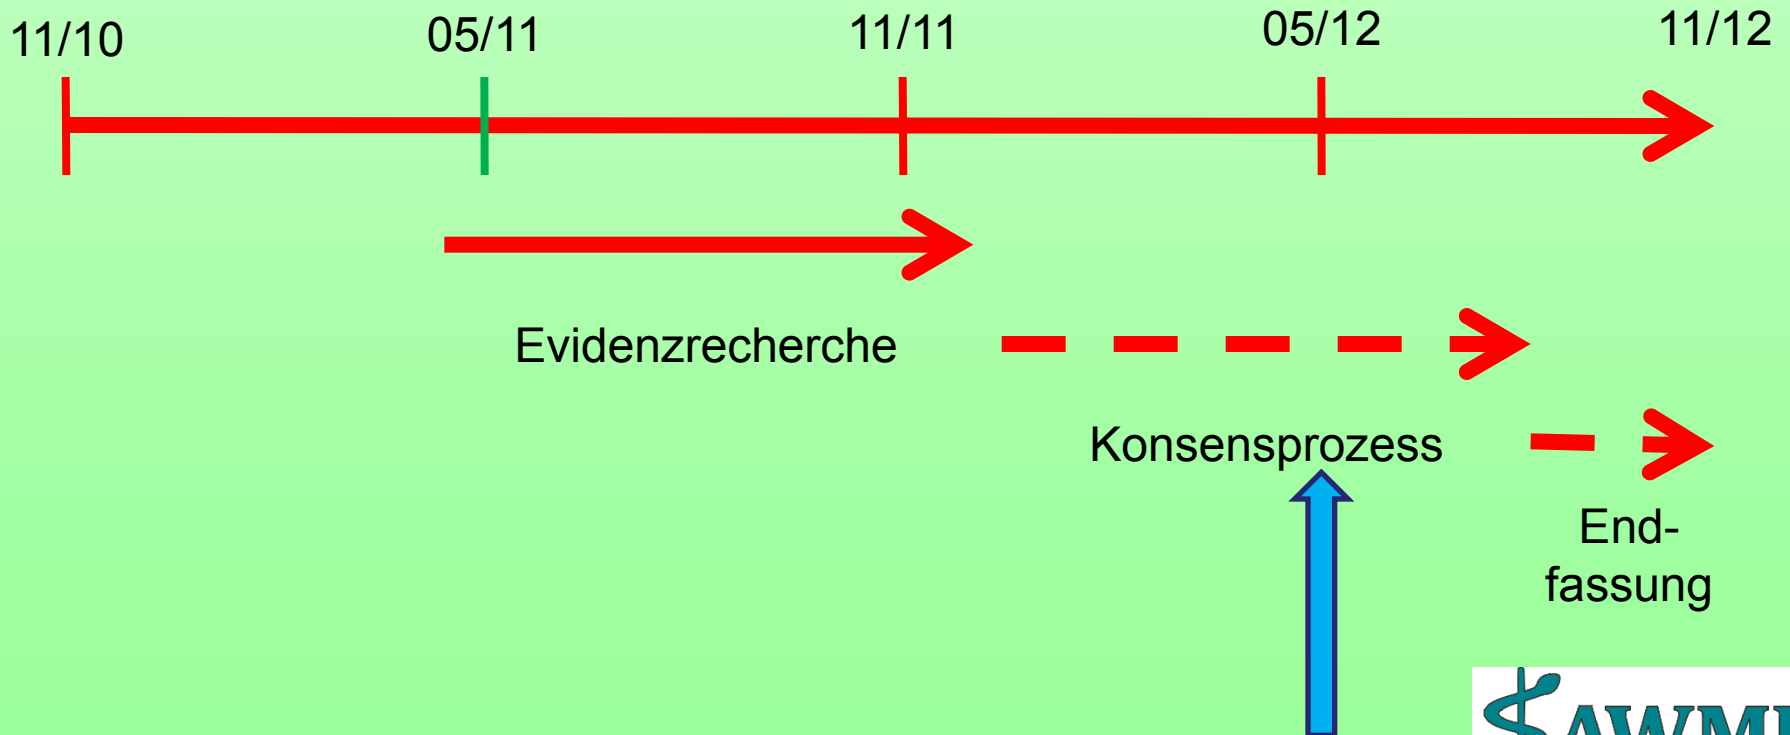 11/10 05/11 11/11 05/12 11/12
Evidenzrecherche
Konsensprozess
End-
fassung